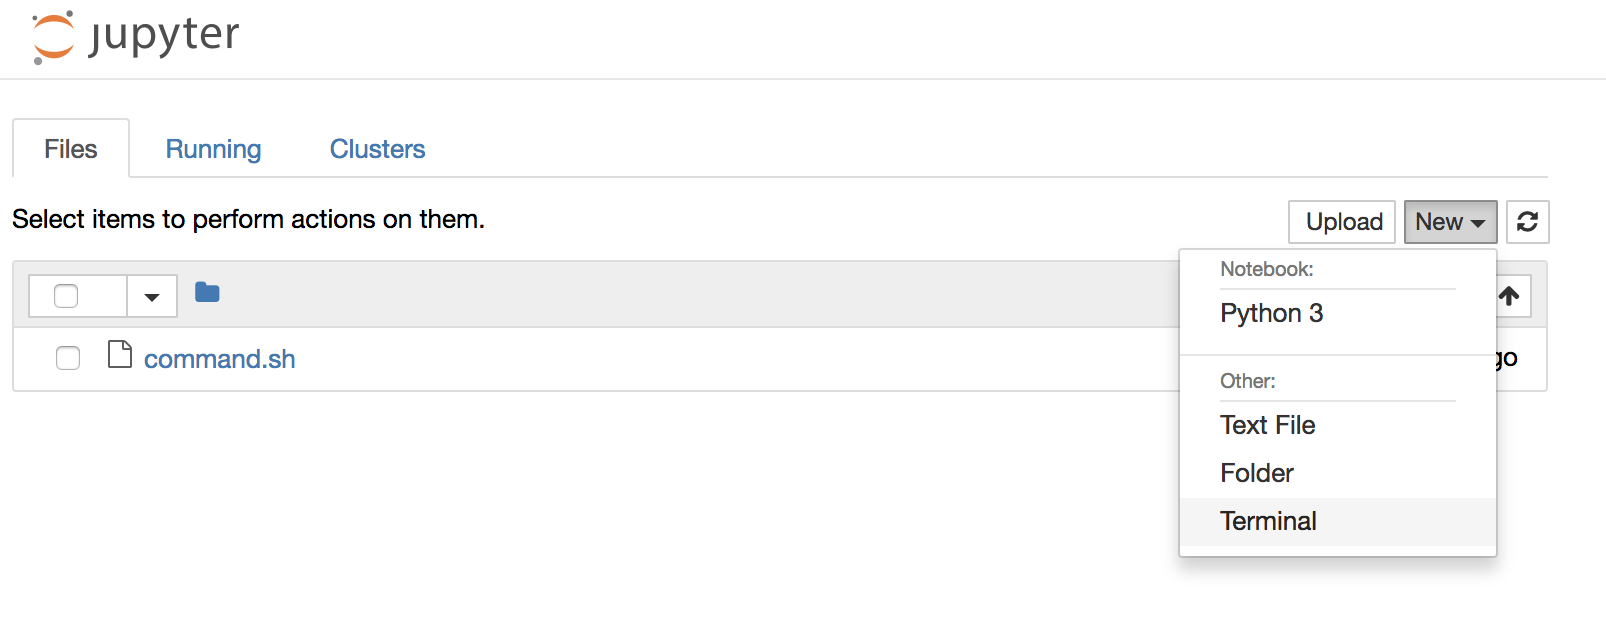 jupyter
Files Running Clusters
Select items to perform actions on them.
Upload New
Notebook:
Python 3
command.sh
Other:
Text File
Folder
Terminal